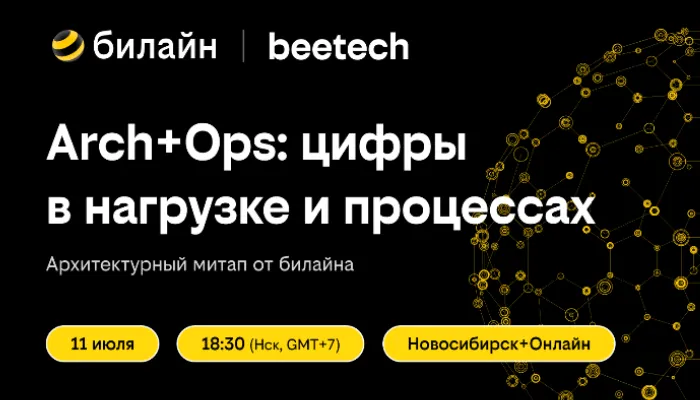 билайн | beetech
Arch+Ops: цифры
в нагрузке и процессах
Архитектурный митап от билайна
11 июля 18:30 (Нск, GMT+7) Новосибирск+Онлайн